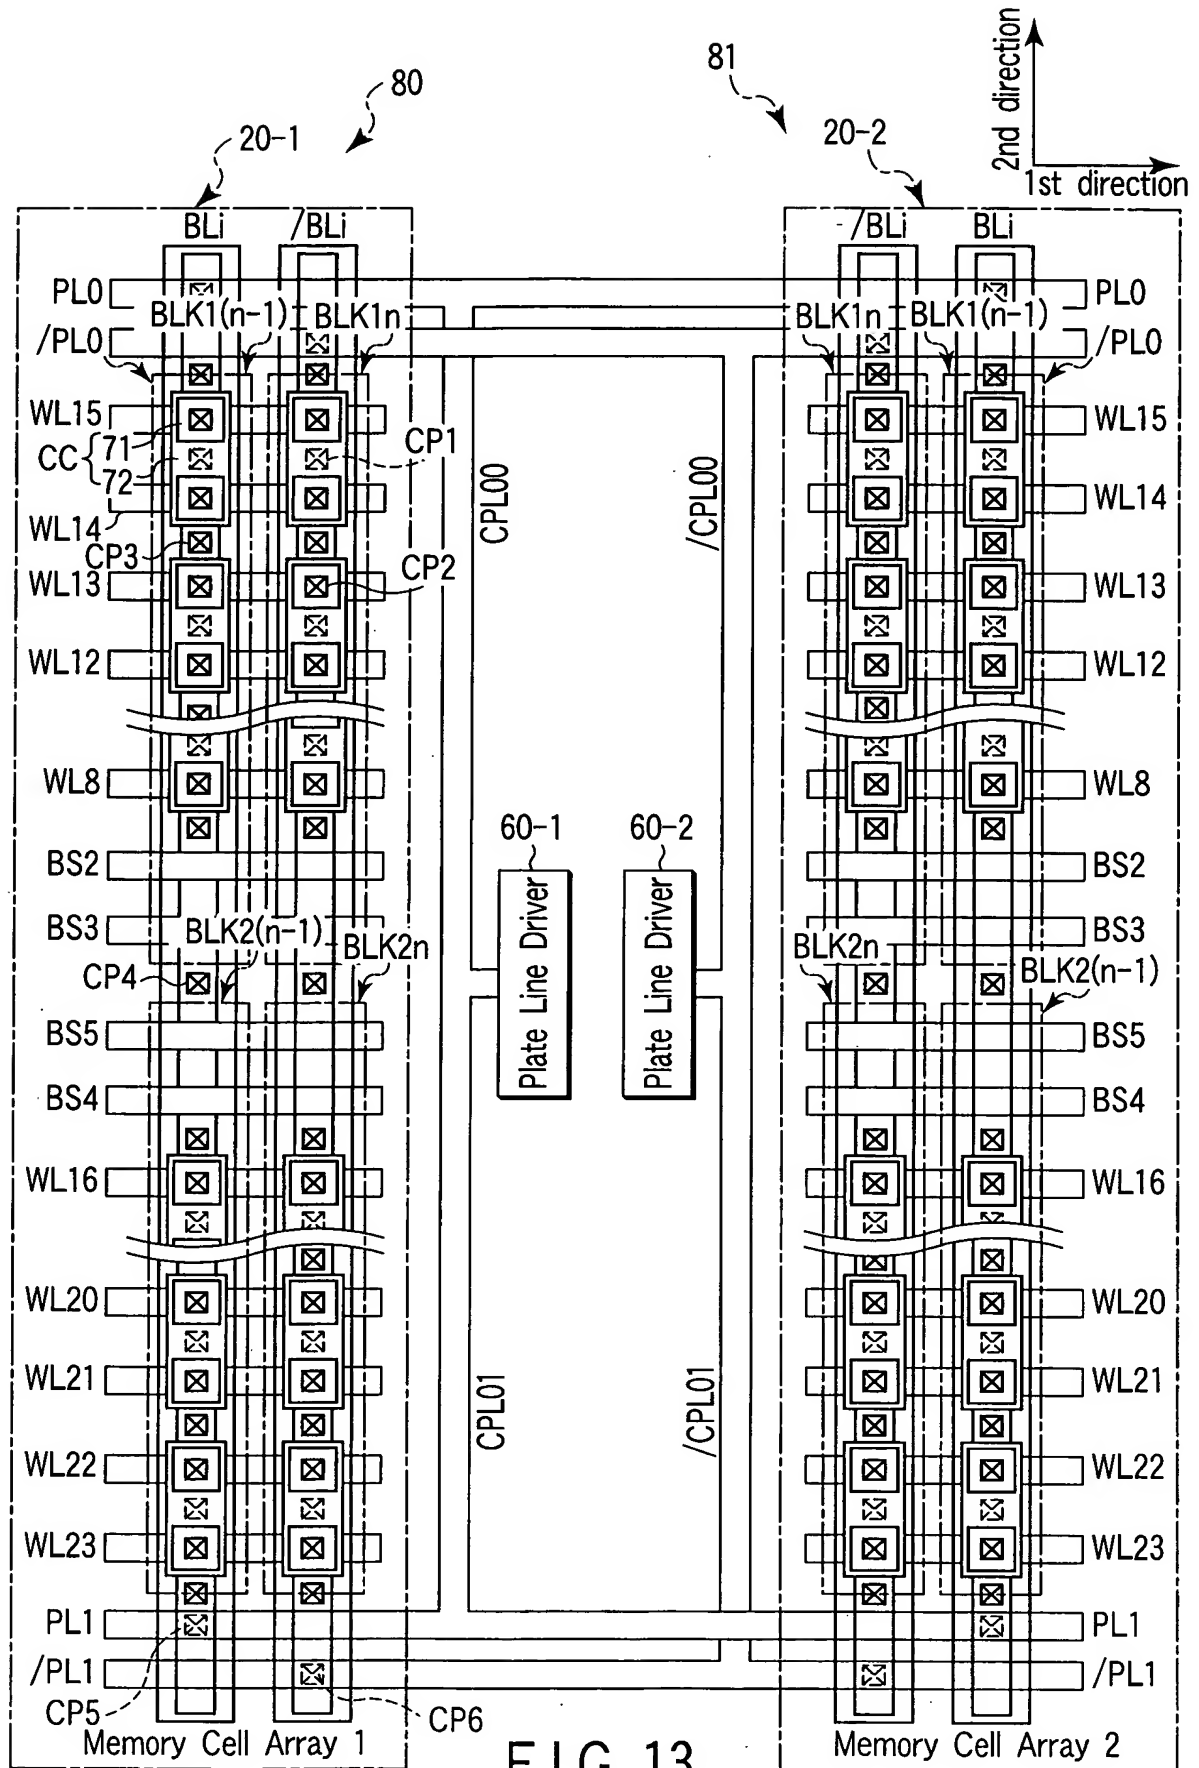 2nd direction
1st direction
80
81
20-1
20-2
BLi /BLi
/BLi BLi
PL0
PL0
BLK1(n-1) BLK1n
BLK1n BLK1(n-1)
/PL0
/PL0
WL15
WL15
CC
71
72
CP1
WL14
WL14
CP3
CP2
WL13
WL13
WL12
WL12
CPL00
/CPL00
WL8
WL8
60-1
60-2
Plate Line Driver
Plate Line Driver
BS2
BS2
BS3
BS3
BLK2(n-1)
BLK2n
BLK2n
BLK2(n-1)
CP4
BS5
BS5
BS4
BS4
WL16
WL16
WL20
WL20
WL21
WL21
CPL01
/CPL01
WL22
WL22
WL23
WL23
PL1
PL1
/PL1
/PL1
CP5
CP6
Memory Cell Array 1
Memory Cell Array 2
FIG. 13